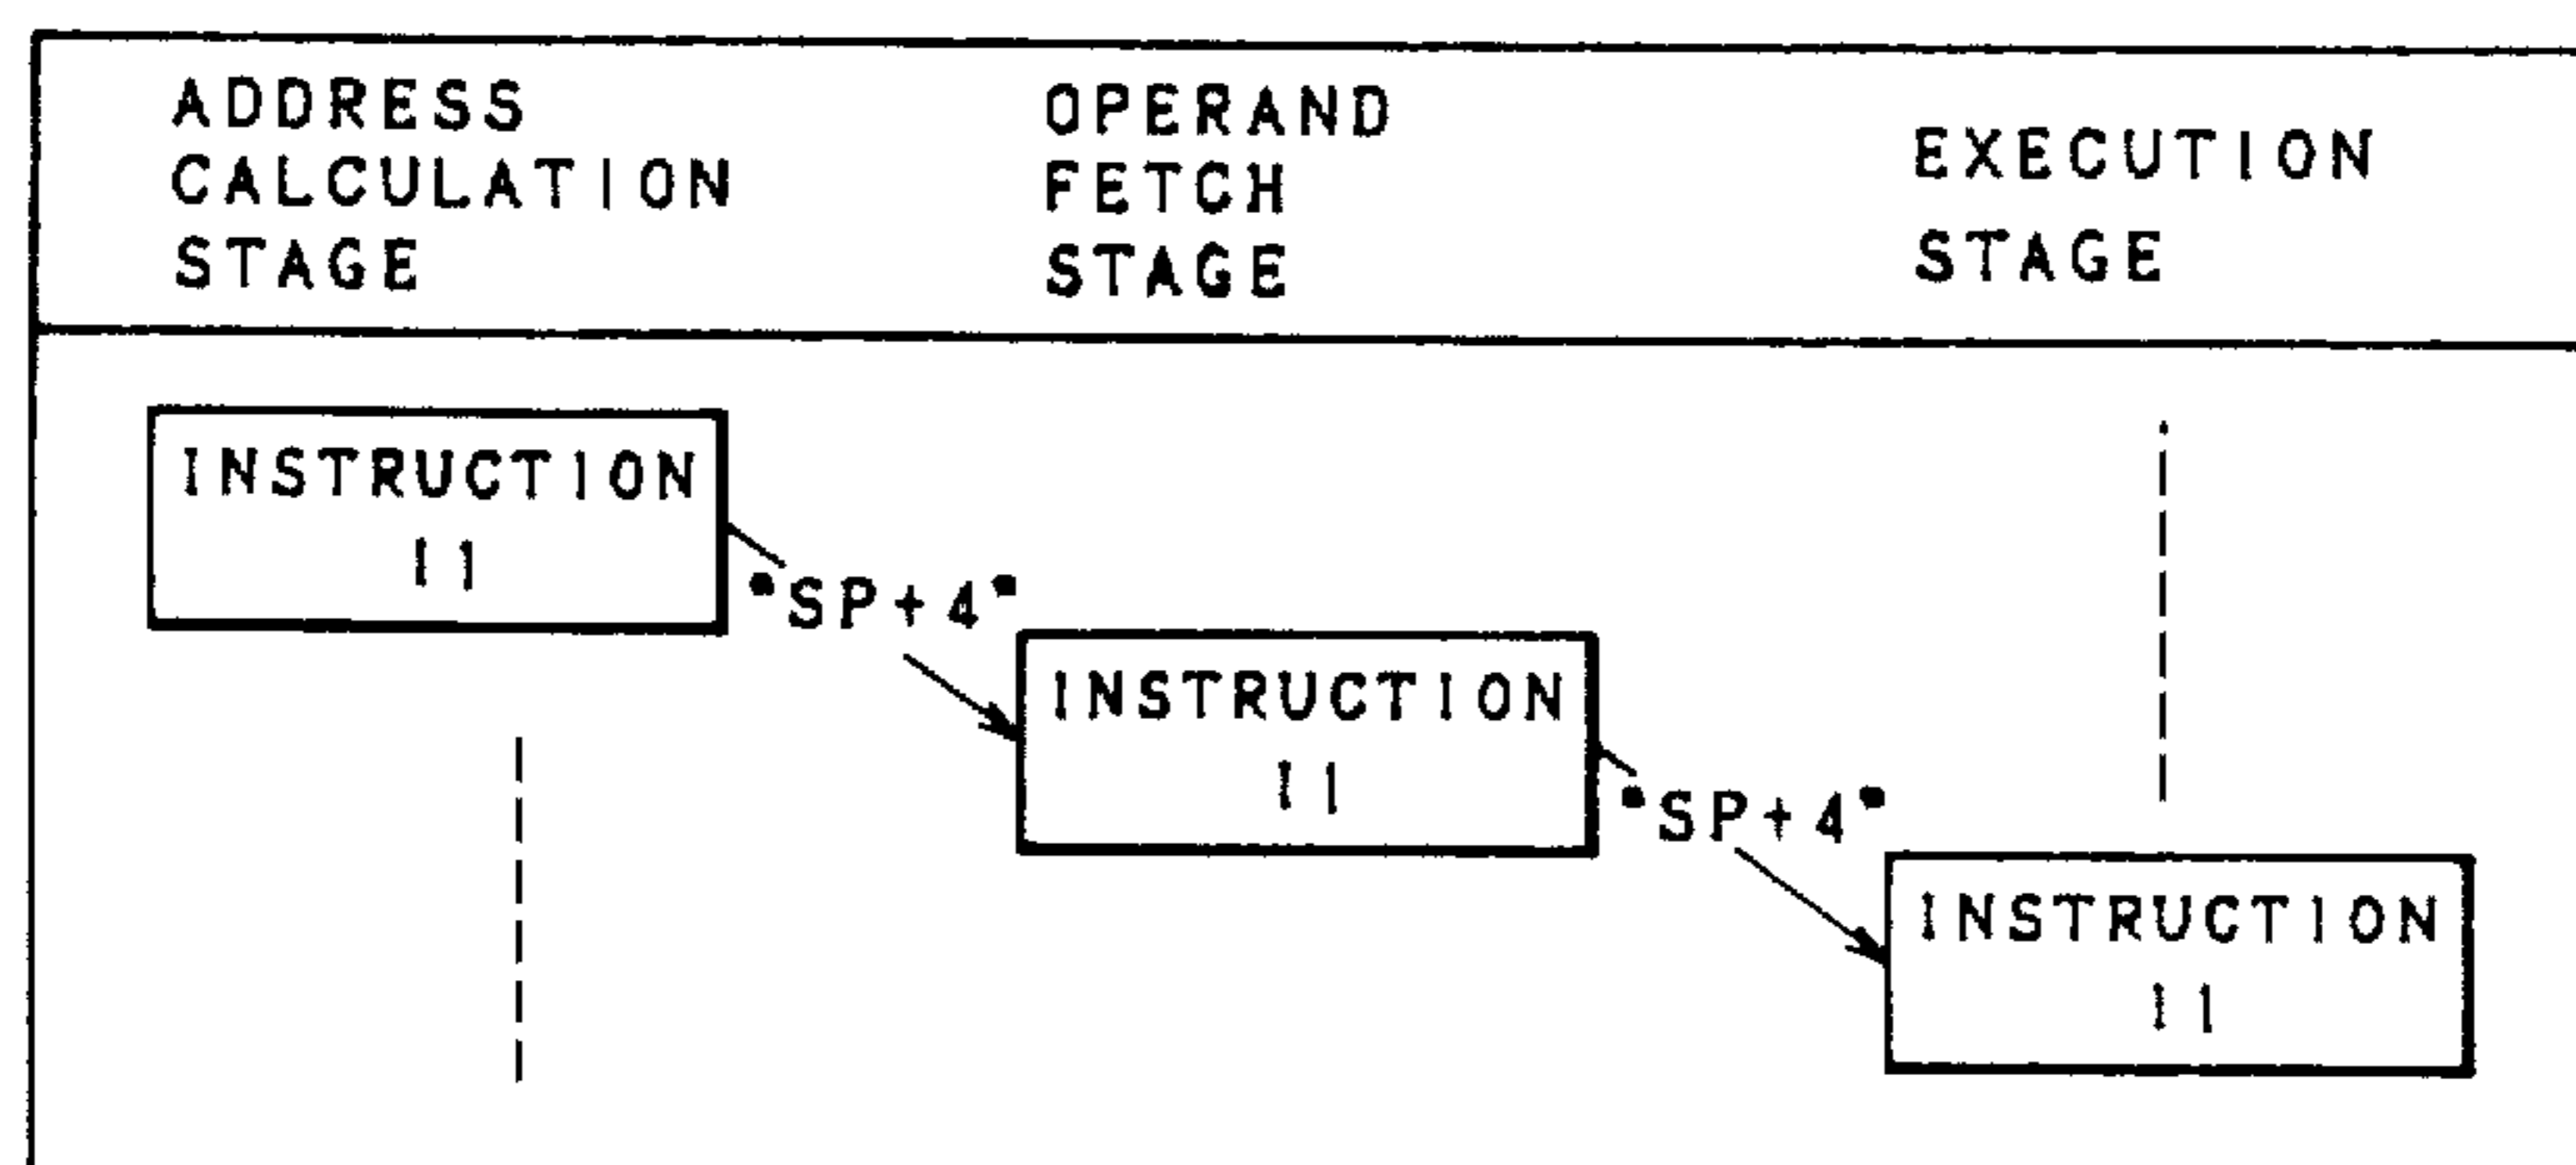 ADDRESS
CALCULATION
STAGE
OPERAND
FETCH
STAGE
EXECUTION
STAGE
INSTRUCTION
I1
"SP+4"
INSTRUCTION
I1
"SP+4"
INSTRUCTION
I1